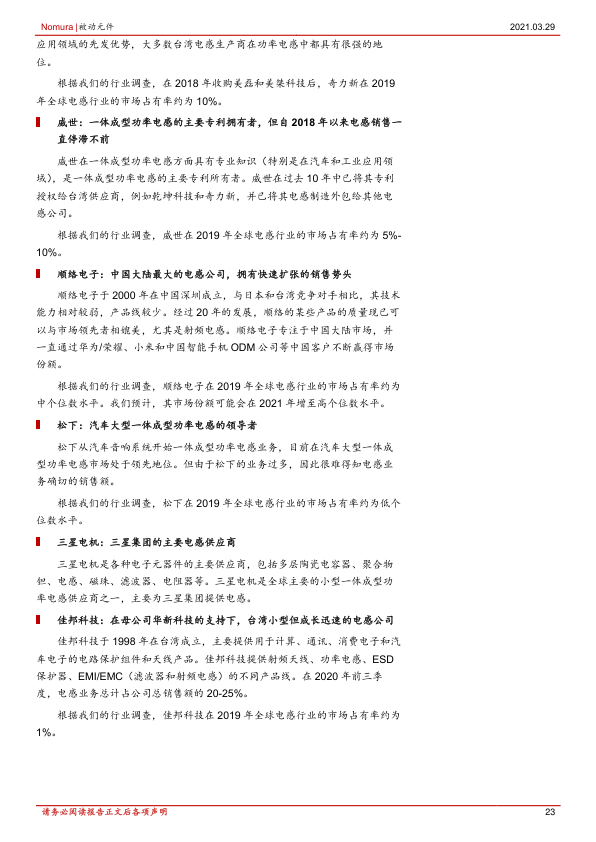 Nomura | 被动元件
2021.03.29
应用领域的先发优势，大多数台湾电感生产商在功率电感中都具有很强的地
位。
根据我们的行业调查，在 2018 年收购美磊和美桀科技后，奇力新在 2019
年全球电感行业的市场占有率约为 10%。
威世：一体成型功率电感的主要专利拥有者，但自 2018 年以来电感销售一
直停滞不前
威世在一体成型功率电感方面具有专业知识（特别是在汽车和工业应用领
域），是一体成型功率电感的主要专利所有者。威世在过去 10 年中已将其专利
授权给台湾供应商，例如乾坤科技和奇力新，并已将其电感制造外包给其他电
感公司。
根据我们的行业调查，威世在 2019 年全球电感行业的市场占有率约为 5%-
10%。
顺络电子：中国大陆最大的电感公司，拥有快速扩张的销售势头
顺络电子于 2000 年在中国深圳成立，与日本和台湾竞争对手相比，其技术
能力相对较弱，产品线较少。经过 20 年的发展，顺络的某些产品的质量现已可
以与市场领先者相媲美，尤其是射频电感。顺络电子专注于中国大陆市场，并
一直通过华为/荣耀、小米和中国智能手机 ODM 公司等中国客户不断赢得市场
份额。
根据我们的行业调查，顺络电子在 2019 年全球电感行业的市场占有率约为
中个位数水平。我们预计，其市场份额可能会在 2021 年增至高个位数水平。
松下：汽车大型一体成型功率电感的领导者
松下从汽车音响系统开始一体成型功率电感业务，目前在汽车大型一体成
型功率电感市场处于领先地位。但由于松下的业务过多，因此很难得知电感业
务确切的销售额。
根据我们的行业调查，松下在 2019 年全球电感行业的市场占有率约为低个
位数水平。
三星电机：三星集团的主要电感供应商
三星电机是各种电子元器件的主要供应商，包括多层陶瓷电容器、聚合物
钽、电感、磁珠、滤波器、电阻器等。三星电机是全球主要的小型一体成型功
率电感供应商之一，主要为三星集团提供电感。
佳邦科技：在母公司华新科技的支持下，台湾小型但成长迅速的电感公司
佳邦科技于 1998 年在台湾成立，主要提供用于计算、通讯、消费电子和汽
车电子的电路保护组件和天线产品。佳邦科技提供射频天线、功率电感、ESD
保护器、EMI/EMC（滤波器和射频电感）的不同产品线。在 2020 年前三季
度，电感业务总计占公司总销售额的 20-25%。
根据我们的行业调查，佳邦科技在 2019 年全球电感行业的市场占有率约为
1%。
请务必阅读报告正文后各项声明
23